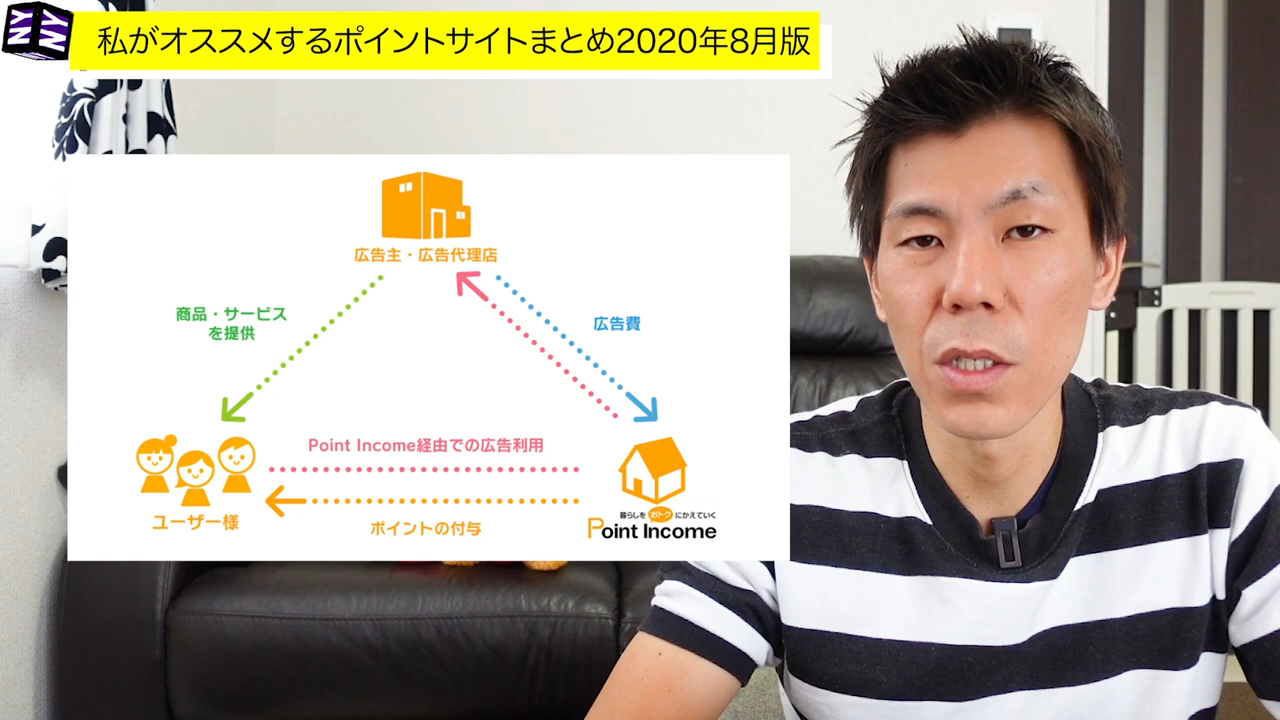 NY NY
私がオススメするポイントサイトまとめ2020年8月版
広告主・広告代理店
商品・サービス
を提供
広告費
Point Income経由での広告利用
ユーザー様
ポイントの付与
暮らしをおトクにかえていく
Point Income